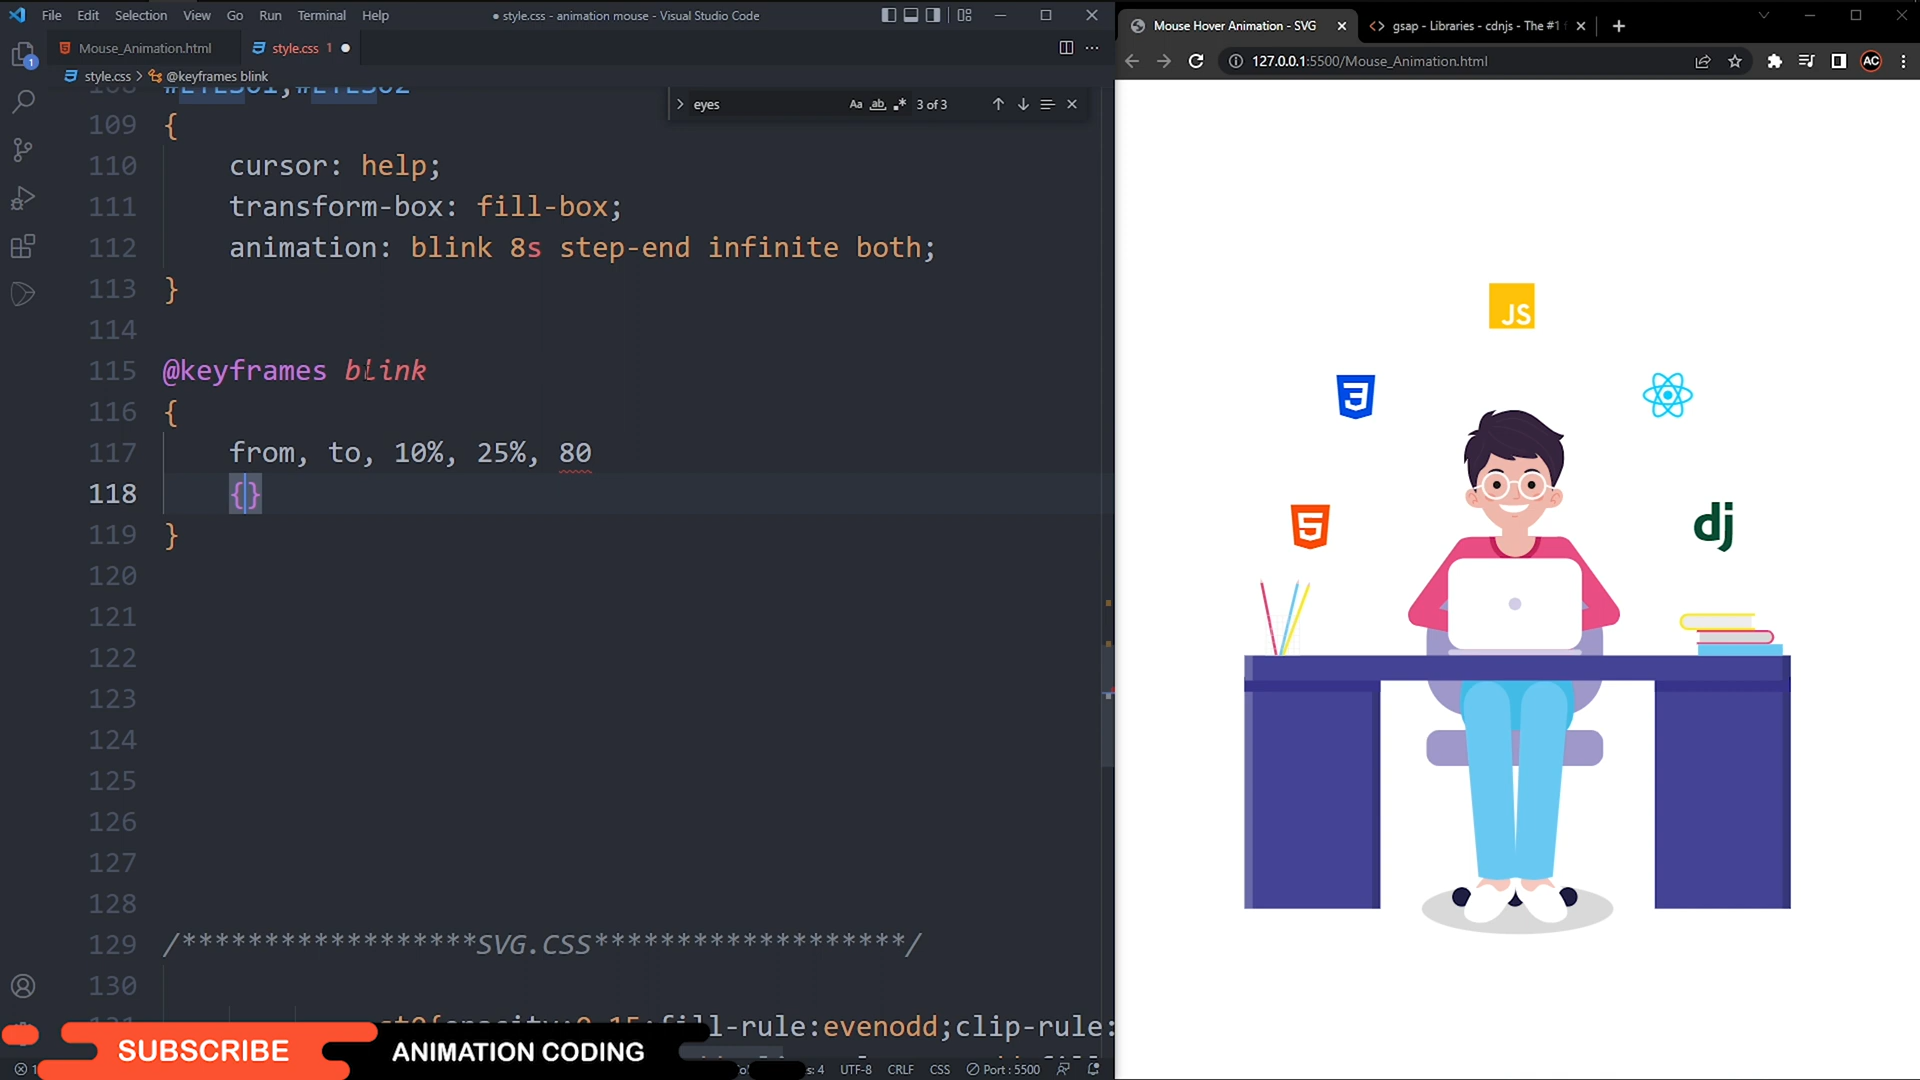 File Edit Selection View Go Run Terminal Help
● style.css - animation mouse - Visual Studio Code
Mouse_Animation.html
style.css 1 ●
style.css > @keyframes blink
eyes
Aa ab .* 3 of 3
109 {
110 cursor: help;
111 transform-box: fill-box;
112 animation: blink 8s step-end infinite both;
113 }
114
115 @keyframes blink
116 {
117 from, to, 10%, 25%, 80
118 {}
119 }
120
121
122
123
124
125
126
127
128
129 /******************SVG.CSS*******************/
130
SUBSCRIBE
ANIMATION CODING
UTF-8 CRLF CSS Port : 5500
Mouse Hover Animation - SVG
gsap - Libraries - cdnjs - The #1
127.0.0.1:5500/Mouse_Animation.html
AC
JS
3
5
dj